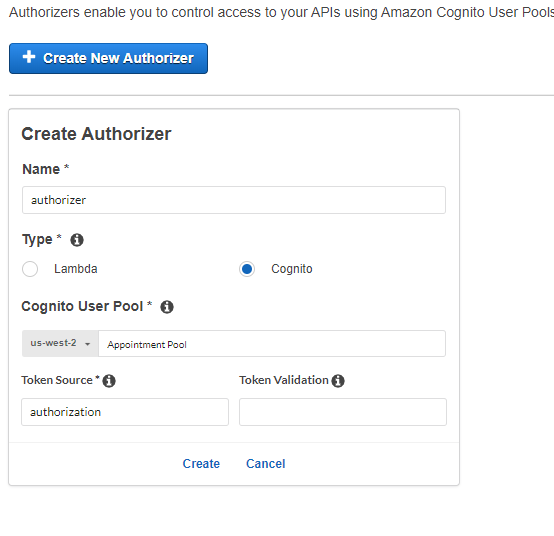 Authorizers enable you to control access to your APIs using Amazon Cognito User Pools
+ Create New Authorizer
Create Authorizer
Name *
authorizer
Type *
Lambda
Cognito
Cognito User Pool *
us-west-2
Appointment Pool
Token Source *
Token Validation
authorization
Create
Cancel